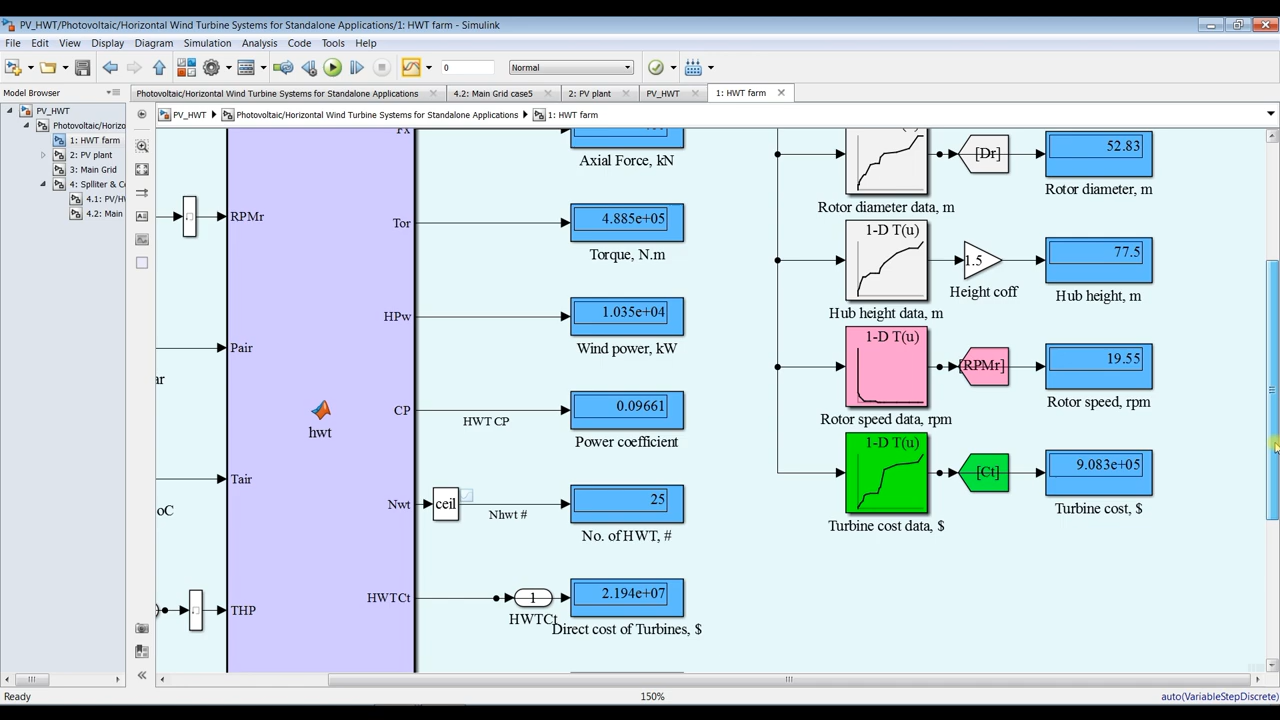 PV_HWT/Photovoltaic/Horizontal Wind Turbine Systems for Standalone Applications/1: HWT farm - Simulink
File Edit View Display Diagram Simulation Analysis Code Tools Help
0 Normal
Model Browser
PV_HWT
Photovoltaic/Horizo
1: HWT farm
2: PV plant
3: Main Grid
4: Splliter & C
4.1: PV/H
4.2: Main
Photovoltaic/Horizontal Wind Turbine Systems for Standalone Applications
4.2: Main Grid case5
2: PV plant
PV_HWT
1: HWT farm
PV_HWT Photovoltaic/Horizontal Wind Turbine Systems for Standalone Applications 1: HWT farm
Axial Force, kN
RPMr
Tor
4.885e+05
Torque, N.m
HPw
1.035e+04
Wind power, kW
Pair
ar
hwt
CP
HWT CP
0.09661
Power coefficient
Tair
oC
Nwt
ceil
Nhwt #
25
No. of HWT, #
HWTCt
1
HWTCt
2.194e+07
Direct cost of Turbines, $
THP
[Dr]
52.83
Rotor diameter data, m
Rotor diameter, m
1-D T(u)
1.5
77.5
Hub height data, m
Height coff
Hub height, m
1-D T(u)
[RPMr]
19.55
Rotor speed data, rpm
Rotor speed, rpm
1-D T(u)
[Ct]
9.083e+05
Turbine cost data, $
Turbine cost, $
Ready
150%
auto(VariableStepDiscrete)